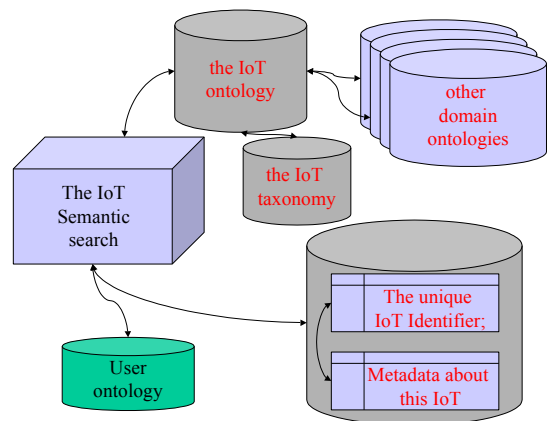 the IoT
ontology
other
domain
ontologies
the IoT
taxonomy
The IoT
Semantic
search
The unique
IoT Identifier;
Metadata about
this IoT
User
ontology